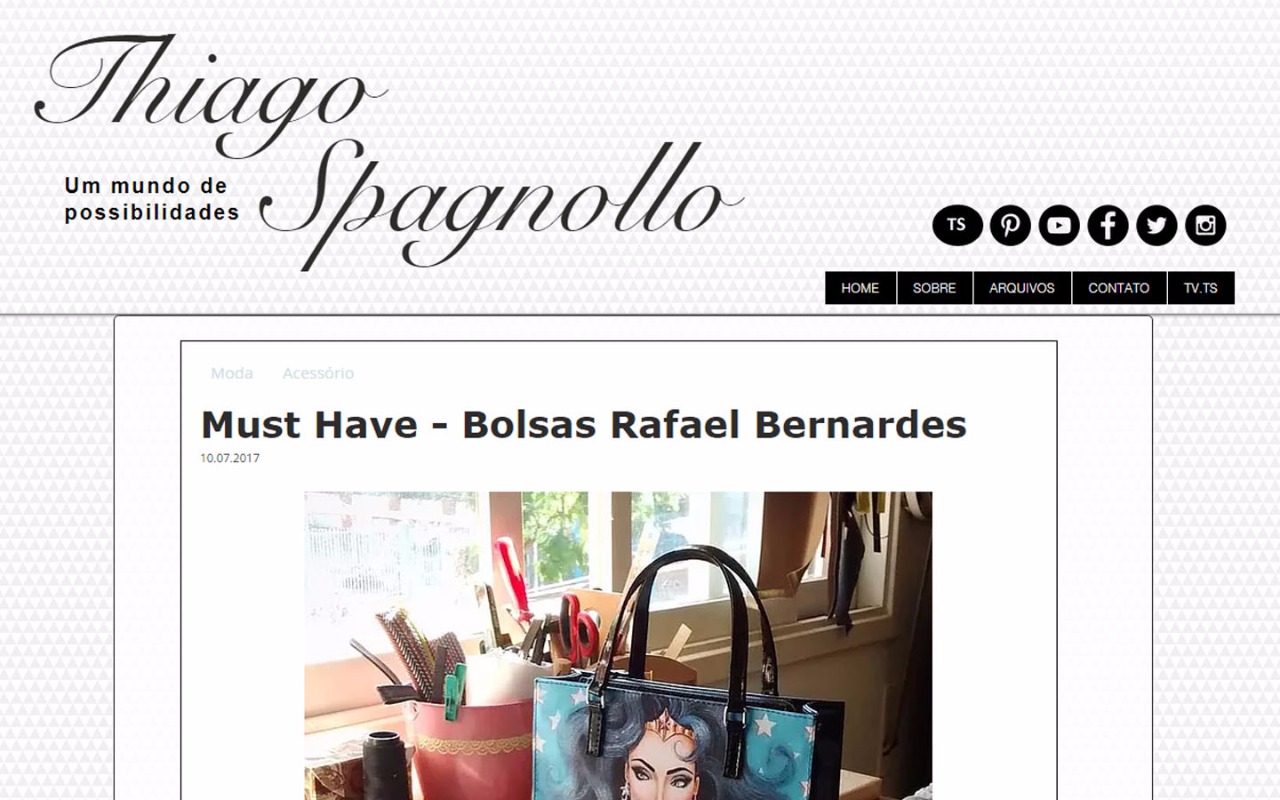 Thiago
Spagnollo
Um mundo de
possibilidades
TS
HOME SOBRE ARQUIVOS CONTATO TV.TS
Moda Acessório
Must Have - Bolsas Rafael Bernardes
10.07.2017